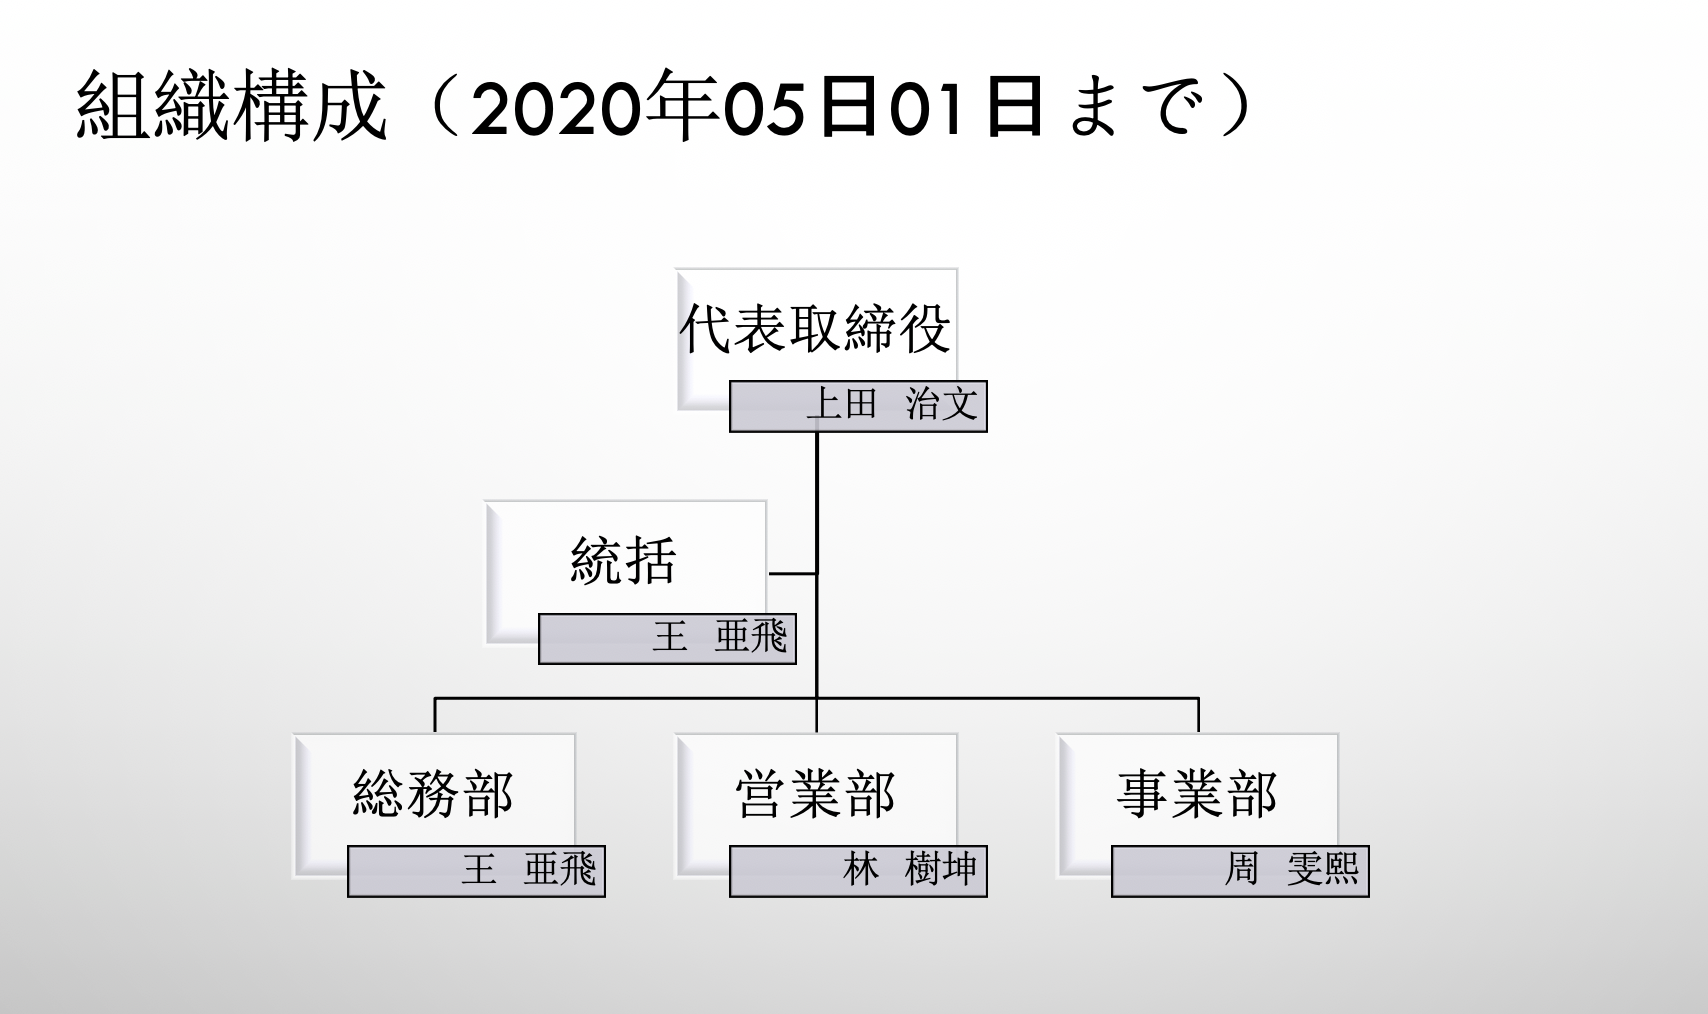 組織構成（2020年05日01日まで）
代表取締役
上田　治文
統括
王　亜飛
総務部
王　亜飛
営業部
林　樹坤
事業部
周　雯熙